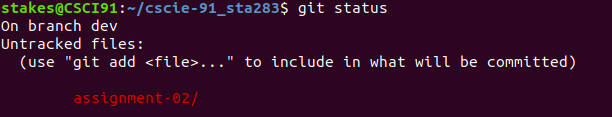 stakes@CSCI91:~/cscie-91_sta283$ git status
On branch dev
Untracked files:
  (use "git add <file>..." to include in what will be committed)
        assignment-02/